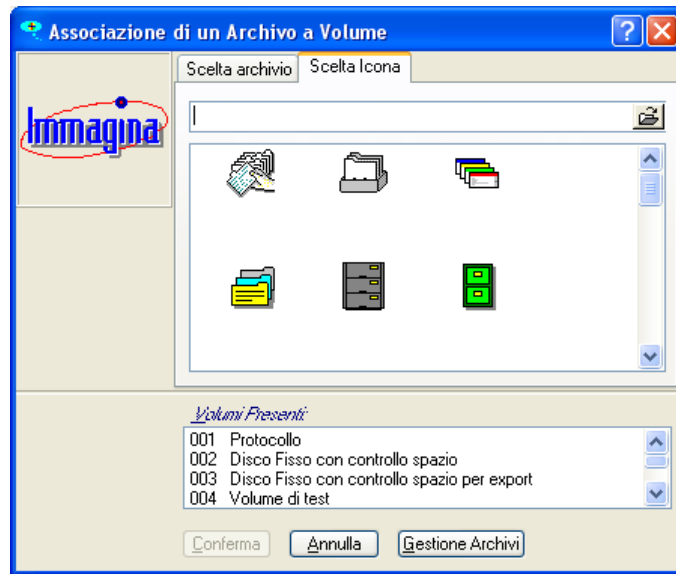 Associazione di un Archivo a Volume
Scelta archivio
Scelta Icona
Immagina
Volumi Presenti:
001 Protocollo
002 Disco Fisso con controllo spazio
003 Disco Fisso con controllo spazio per export
004 Volume di test
Conferma
Annulla
Gestione Archivi